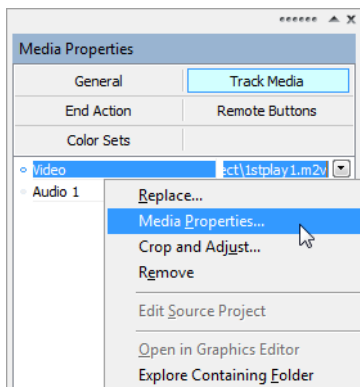 Media Properties
General Track Media
End Action Remote Buttons
Color Sets
Video ect\1stplay1.m2v
Audio 1
Replace...
Media Properties...
Crop and Adjust...
Remove
Edit Source Project
Open in Graphics Editor
Explore Containing Folder